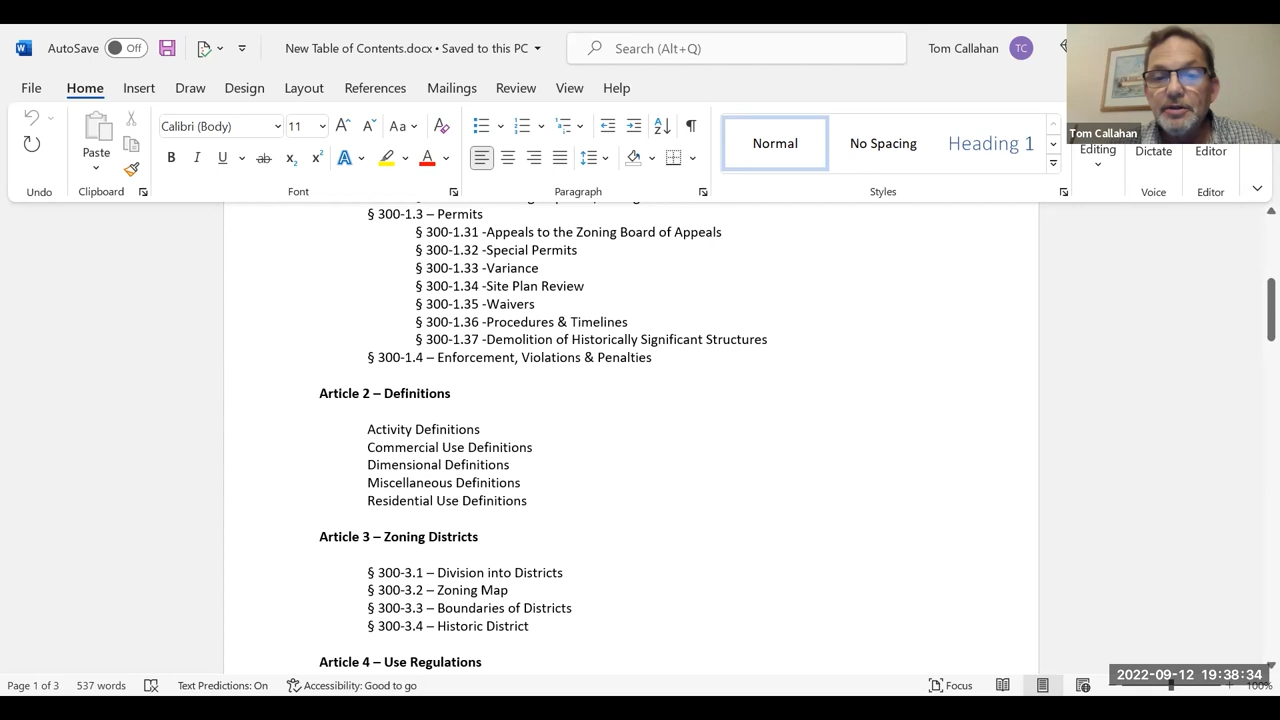 AutoSave Off New Table of Contents.docx • Saved to this PC Search (Alt+Q) Tom Callahan TC
File Home Insert Draw Design Layout References Mailings Review View Help
Calibri (Body) 11 Aa Normal No Spacing Heading 1 Tom Callahan
Paste Editing Dictate Editor
Undo Clipboard Font Paragraph Styles Voice Editor
§ 300-1.3 – Permits
§ 300-1.31 -Appeals to the Zoning Board of Appeals
§ 300-1.32 -Special Permits
§ 300-1.33 -Variance
§ 300-1.34 -Site Plan Review
§ 300-1.35 -Waivers
§ 300-1.36 -Procedures & Timelines
§ 300-1.37 -Demolition of Historically Significant Structures
§ 300-1.4 – Enforcement, Violations & Penalties
Article 2 – Definitions
Activity Definitions
Commercial Use Definitions
Dimensional Definitions
Miscellaneous Definitions
Residential Use Definitions
Article 3 – Zoning Districts
§ 300-3.1 – Division into Districts
§ 300-3.2 – Zoning Map
§ 300-3.3 – Boundaries of Districts
§ 300-3.4 – Historic District
Article 4 – Use Regulations
2022-09-12 19:38:34
Page 1 of 3 537 words Text Predictions: On Accessibility: Good to go Focus 100%